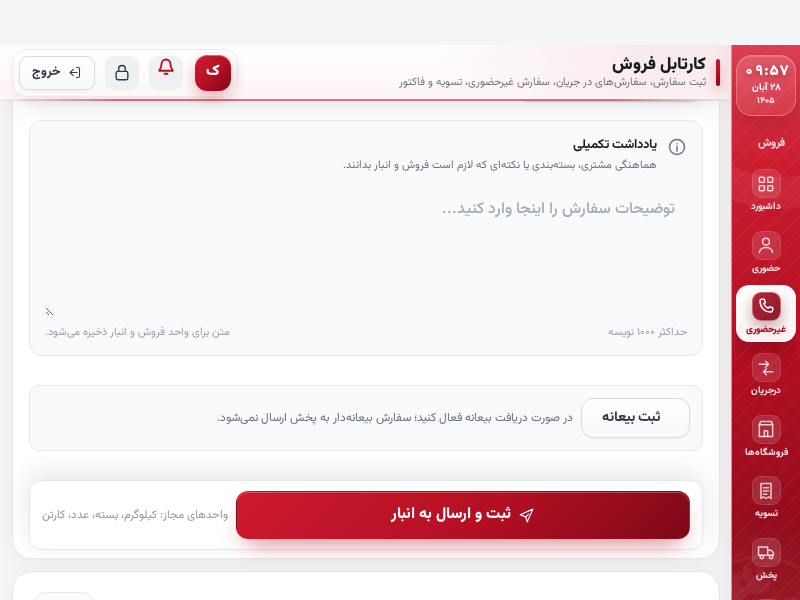 ۰۹:۵۷
۲۸ آبان
۱۴۰۵
فروش
داشبورد
حضوری
غیرحضوری
درجریان
فروشگاه‌ها
تسویه
پخش
کارتابل فروش
ثبت سفارش، سفارش‌های در جریان، سفارش غیرحضوری، تسویه و فاکتور
ک
خروج
یادداشت تکمیلی
هماهنگی مشتری، بسته‌بندی یا نکته‌ای که لازم است فروش و انبار بدانند.
توضیحات سفارش را اینجا وارد کنید...
حداکثر ۱۰۰۰ نویسه
متن برای واحد فروش و انبار ذخیره می‌شود.
ثبت بیعانه
در صورت دریافت بیعانه فعال کنید؛ سفارش بیعانه‌دار به پخش ارسال نمی‌شود.
ثبت و ارسال به انبار
واحدهای مجاز: کیلوگرم، بسته، عدد، کارتن